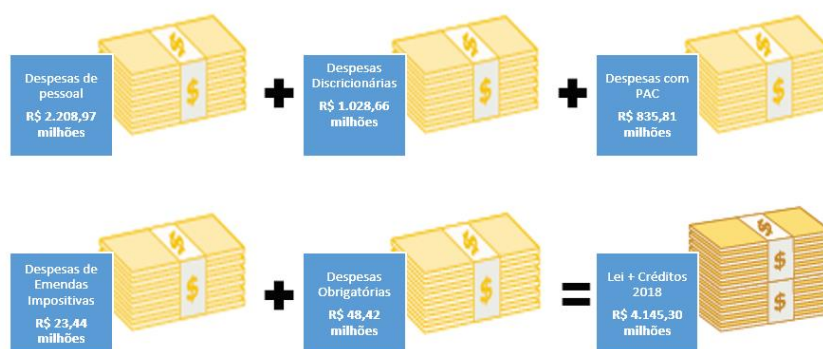 Despesas de
pessoal
R$ 2.208,97
milhões
+
Despesas
Discricionárias
R$ 1.028,66
milhões
+
Despesas com
PAC
R$ 835,81
milhões
Despesas de
Emendas
Impositivas
R$ 23,44
milhões
+
Despesas
Obrigatórias
R$ 48,42
milhões
=
Lei + Créditos
2018
R$ 4.145,30
milhões